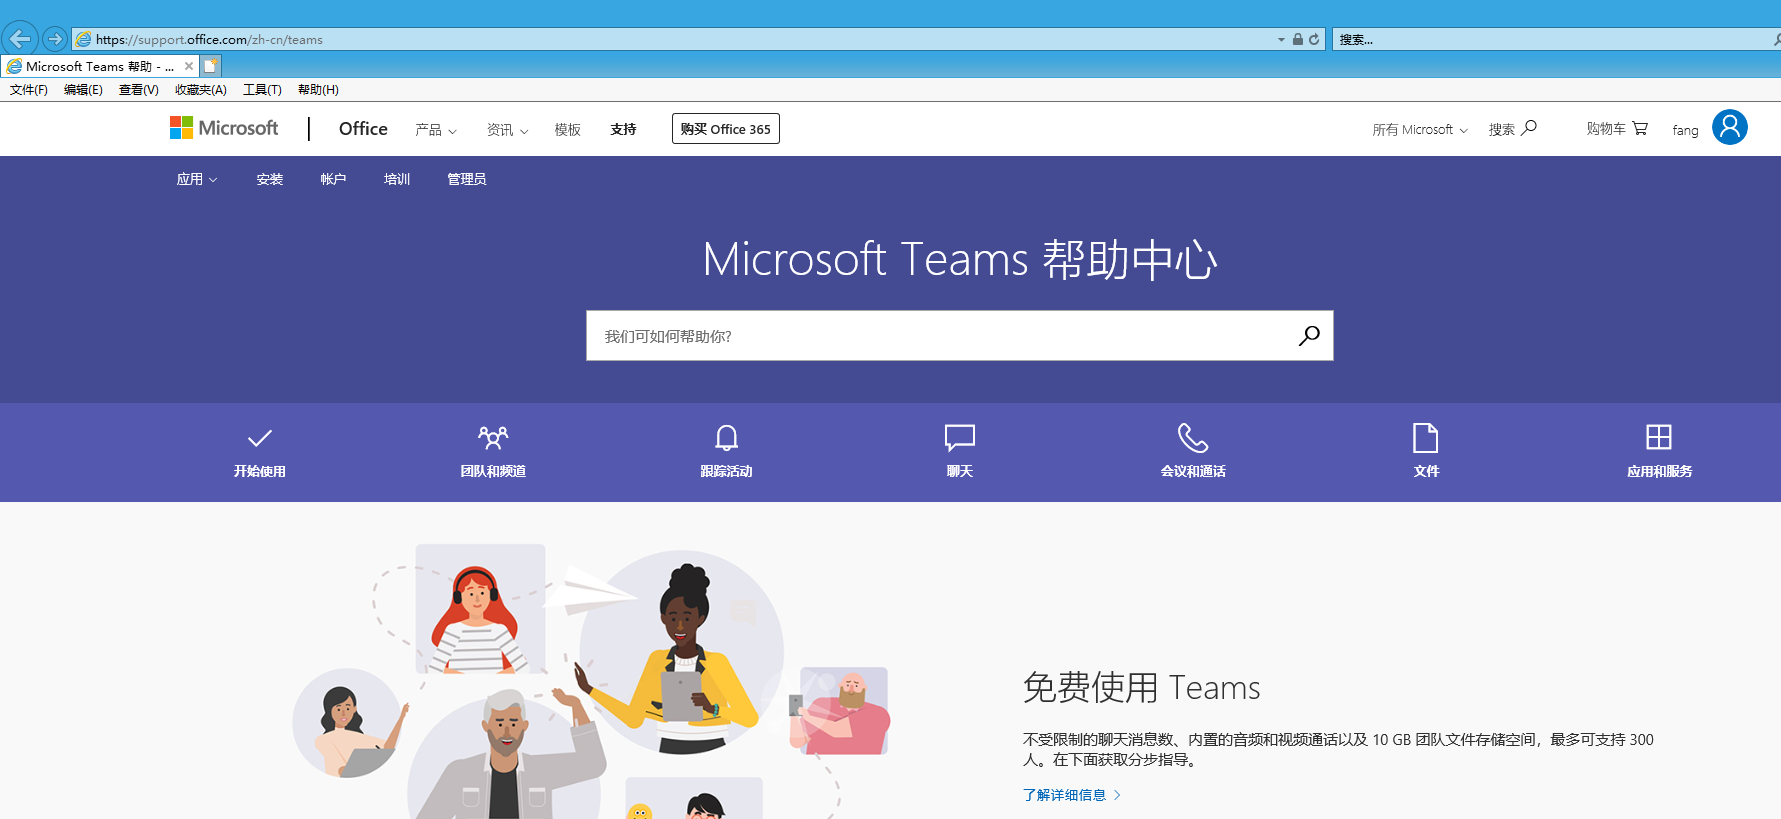 https://support.office.com/zh-cn/teams
搜索...
Microsoft Teams 帮助 - ...
文件(F) 编辑(E) 查看(V) 收藏夹(A) 工具(T) 帮助(H)
Microsoft Office 产品 资讯 模板 支持 购买 Office 365 所有 Microsoft 搜索 购物车 fang
应用 安装 帐户 培训 管理员
Microsoft Teams 帮助中心
我们可如何帮助你?
开始使用 团队和频道 跟踪活动 聊天 会议和通话 文件 应用和服务
免费使用 Teams
不受限制的聊天消息数、内置的音频和视频通话以及 10 GB 团队文件存储空间，最多可支持 300
人。在下面获取分步指导。
了解详细信息